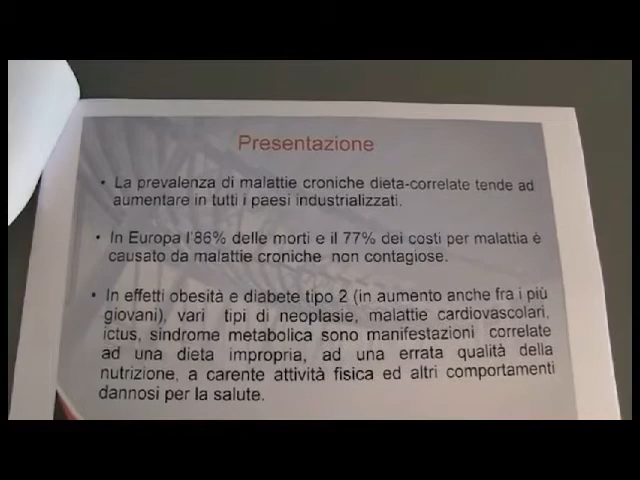 Presentazione
• La prevalenza di malattie croniche dieta-correlate tende ad
aumentare in tutti i paesi industrializzati.
• In Europa l'86% delle morti e il 77% dei costi per malattia è
causato da malattie croniche non contagiose.
• In effetti obesità e diabete tipo 2 (in aumento anche fra i più
giovani), vari tipi di neoplasie, malattie cardiovascolari,
ictus, sindrome metabolica sono manifestazioni correlate
ad una dieta impropria, ad una errata qualità della
nutrizione, a carente attività fisica ed altri comportamenti
dannosi per la salute.